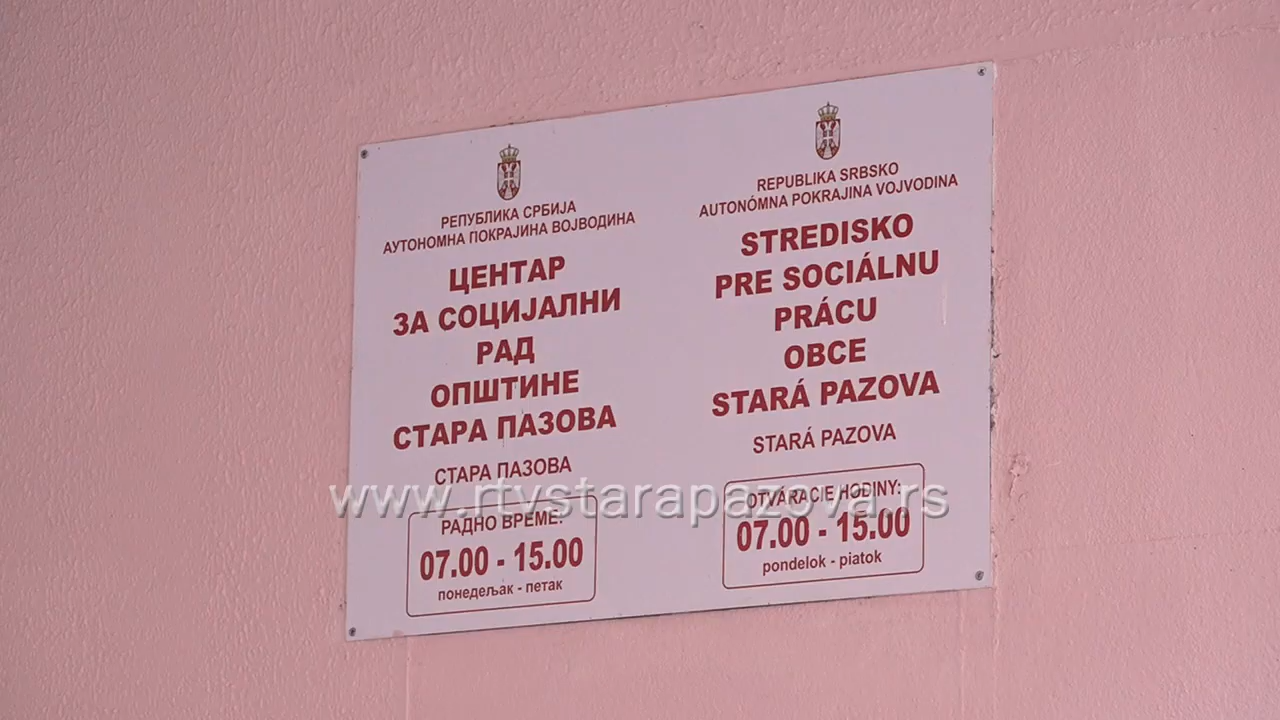 РЕПУБЛИКА СРБИЈА
АУТОНОМНА ПОКРАЈИНА ВОЈВОДИНА
ЦЕНТАР
ЗА СОЦИЈАЛНИ
РАД
ОПШТИНЕ
СТАРА ПАЗОВА
СТАРА ПАЗОВА
РАДНО ВРЕМЕ:
07.00 - 15.00
понедељак - петак
REPUBLIKA SRBSKO
AUTONÓMNA POKRAJINA VOJVODINA
STREDISKO
PRE SOCIÁLNU
PRÁCU
OBCE
STARÁ PAZOVA
STARÁ PAZOVA
OTVÁRACIE HODINY:
07.00 - 15.00
pondelok - piatok
www.rtvstarapazova.rs